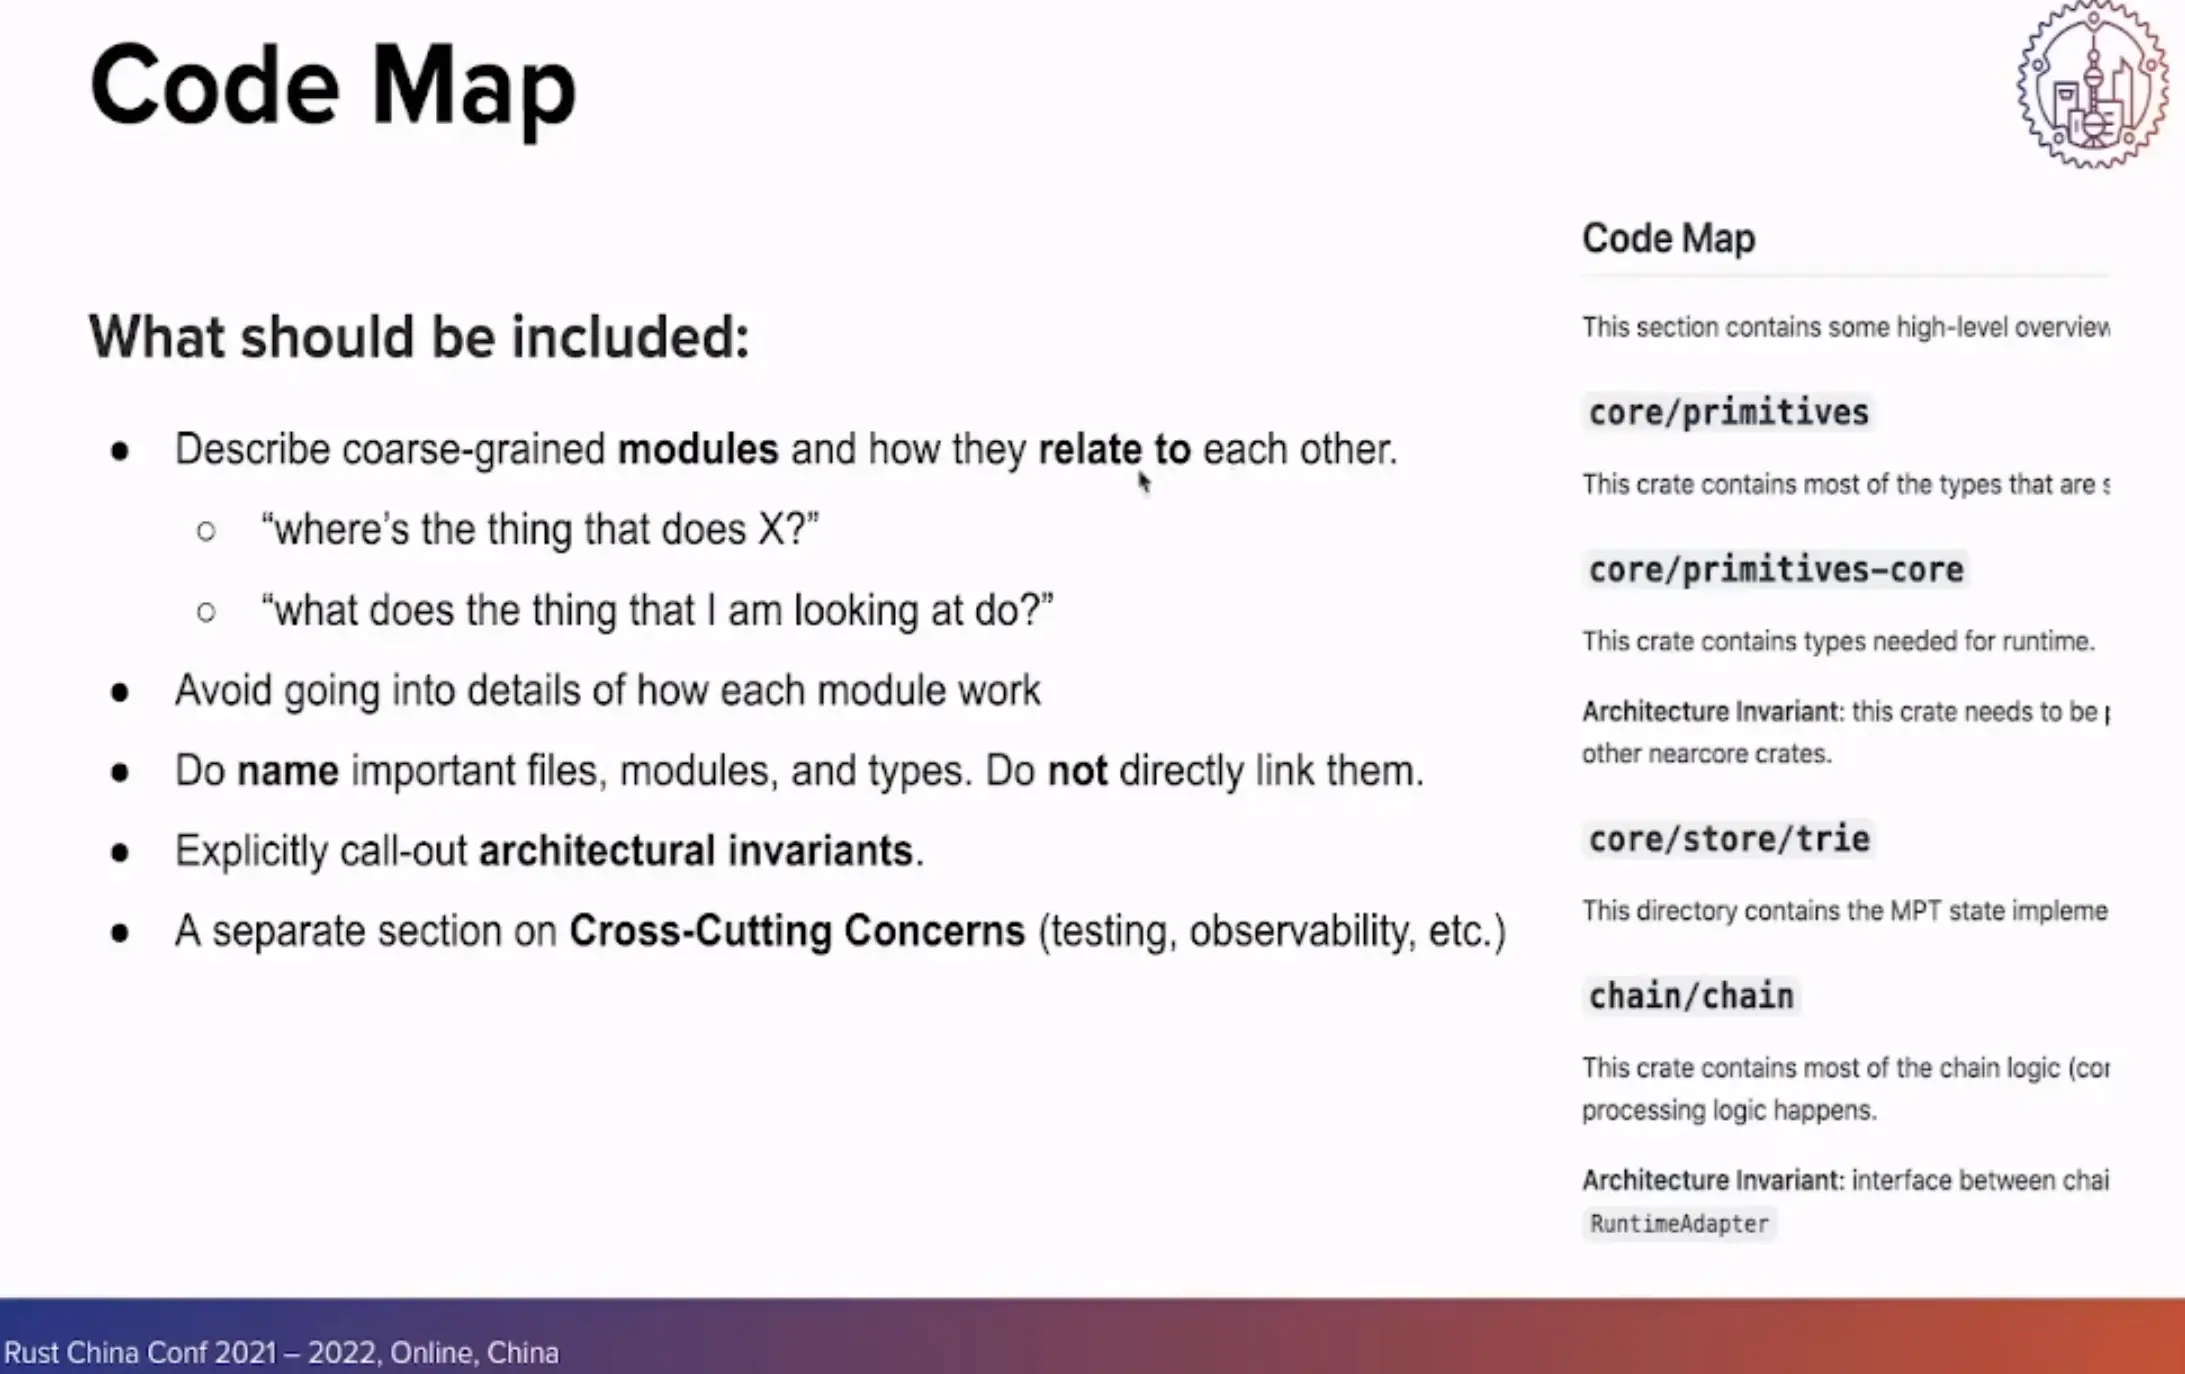 Code Map
What should be included:
● Describe coarse-grained modules and how they relate to each other.
○ “where’s the thing that does X?”
○ “what does the thing that I am looking at do?”
● Avoid going into details of how each module work
● Do name important files, modules, and types. Do not directly link them.
● Explicitly call-out architectural invariants.
● A separate section on Cross-Cutting Concerns (testing, observability, etc.)
Code Map
This section contains some high-level overview
core/primitives
This crate contains most of the types that are
core/primitives-core
This crate contains types needed for runtime.
Architecture Invariant: this crate needs to be
other nearcore crates.
core/store/trie
This directory contains the MPT state impleme
chain/chain
This crate contains most of the chain logic (cor
processing logic happens.
Architecture Invariant: interface between chai
RuntimeAdapter
Rust China Conf 2021 – 2022, Online, China